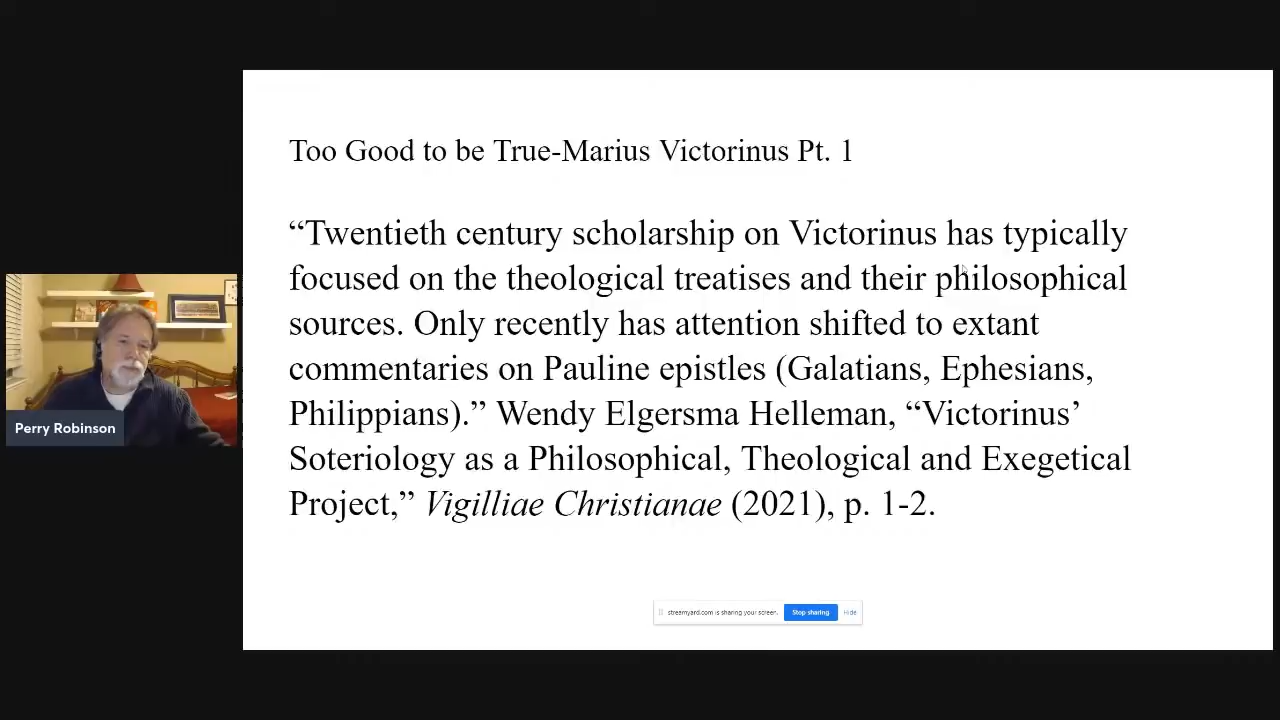 Too Good to be True-Marius Victorinus Pt. 1
“Twentieth century scholarship on Victorinus has typically
focused on the theological treatises and their philosophical
sources. Only recently has attention shifted to extant
commentaries on Pauline epistles (Galatians, Ephesians,
Philippians).” Wendy Elgersma Helleman, “Victorinus’
Soteriology as a Philosophical, Theological and Exegetical
Project,” Vigilliae Christianae (2021), p. 1-2.
Perry Robinson
streamyard.com is sharing your screen. Stop sharing Hide